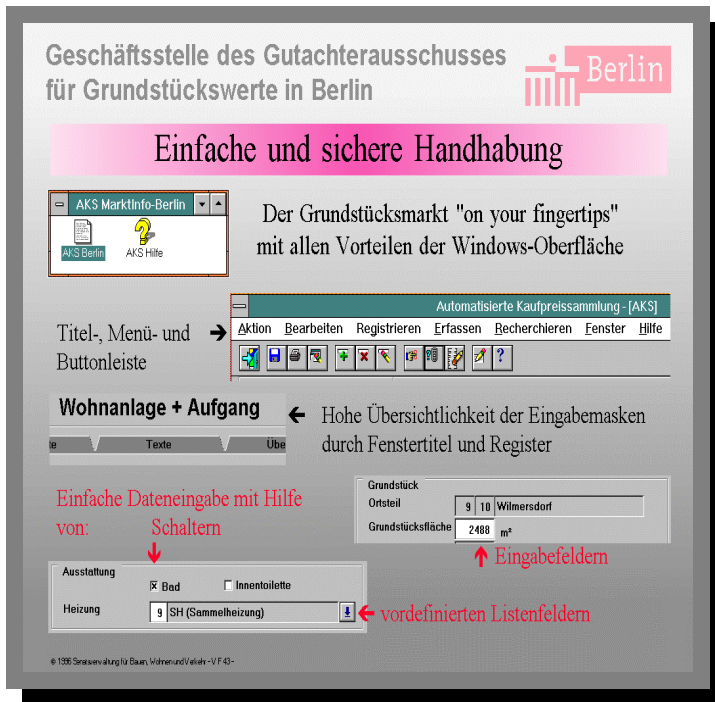 Geschäftsstelle des Gutachterausschusses
für Grundstückswerte in Berlin
Berlin
Einfache und sichere Handhabung
AKS MarktInfo-Berlin
AKS Berlin
AKS Hilfe
Der Grundstücksmarkt "on your fingertips"
mit allen Vorteilen der Windows-Oberfläche
Titel-, Menü- und
Buttonleiste
Automatisierte Kaufpreissammlung - [AKS]
Aktion Bearbeiten Registrieren Erfassen Recherchieren Fenster Hilfe
Wohnanlage + Aufgang
te Texte Übe
Hohe Übersichtlichkeit der Eingabemasken
durch Fenstertitel und Register
Einfache Dateneingabe mit Hilfe
von: Schaltern
Grundstück
Ortsteil 9 10 Wilmersdorf
Grundstücksfläche 2488 m²
Eingabefeldern
Ausstattung
Bad Innentoilette
Heizung 9 SH (Sammelheizung)
vordefinierten Listenfeldern
© 1996 Senatsverwaltung für Bauen, Wohnen und Verkehr - V F 43 -